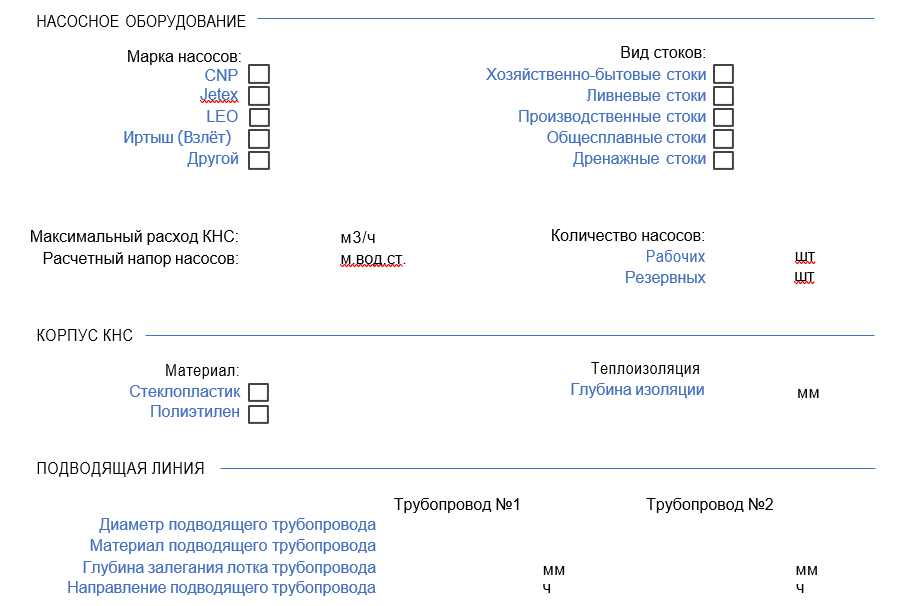 НАСОСНОЕ ОБОРУДОВАНИЕ
Марка насосов: Вид стоков:
CNP Хозяйственно-бытовые стоки
Jetex Ливневые стоки
LEO Производственные стоки
Иртыш (Взлёт) Общесплавные стоки
Другой Дренажные стоки
Максимальный расход КНС: м3/ч Количество насосов:
Расчетный напор насосов: м.вод.ст. Рабочих шт
Резервных шт
КОРПУС КНС
Материал: Теплоизоляция
Стеклопластик Глубина изоляции мм
Полиэтилен
ПОДВОДЯЩАЯ ЛИНИЯ
Трубопровод №1 Трубопровод №2
Диаметр подводящего трубопровода
Материал подводящего трубопровода
Глубина залегания лотка трубопровода мм мм
Направление подводящего трубопровода ч ч